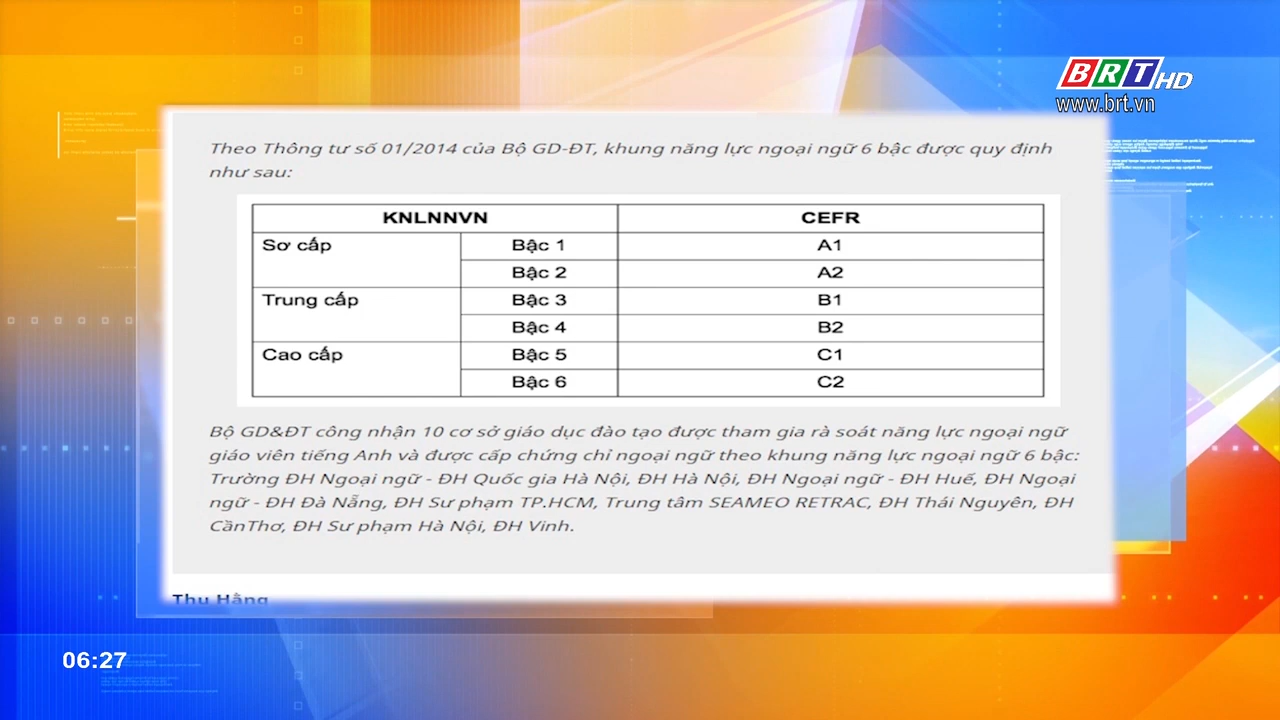 BRT HD
www.brt.vn
Theo Thông tư số 01/2014 của Bộ GD-ĐT, khung năng lực ngoại ngữ 6 bậc được quy định
như sau:
KNLNNVN CEFR
Sơ cấp Bậc 1 A1
Bậc 2 A2
Trung cấp Bậc 3 B1
Bậc 4 B2
Cao cấp Bậc 5 C1
Bậc 6 C2
Bộ GD&ĐT công nhận 10 cơ sở giáo dục đào tạo được tham gia rà soát năng lực ngoại ngữ
giáo viên tiếng Anh và được cấp chứng chỉ ngoại ngữ theo khung năng lực ngoại ngữ 6 bậc:
Trường ĐH Ngoại ngữ - ĐH Quốc gia Hà Nội, ĐH Hà Nội, ĐH Ngoại ngữ - ĐH Huế, ĐH Ngoại
ngữ - ĐH Đà Nẵng, ĐH Sư phạm TP.HCM, Trung tâm SEAMEO RETRAC, ĐH Thái Nguyên, ĐH
CầnThơ, ĐH Sư phạm Hà Nội, ĐH Vinh.
Thu Hằng
06:27